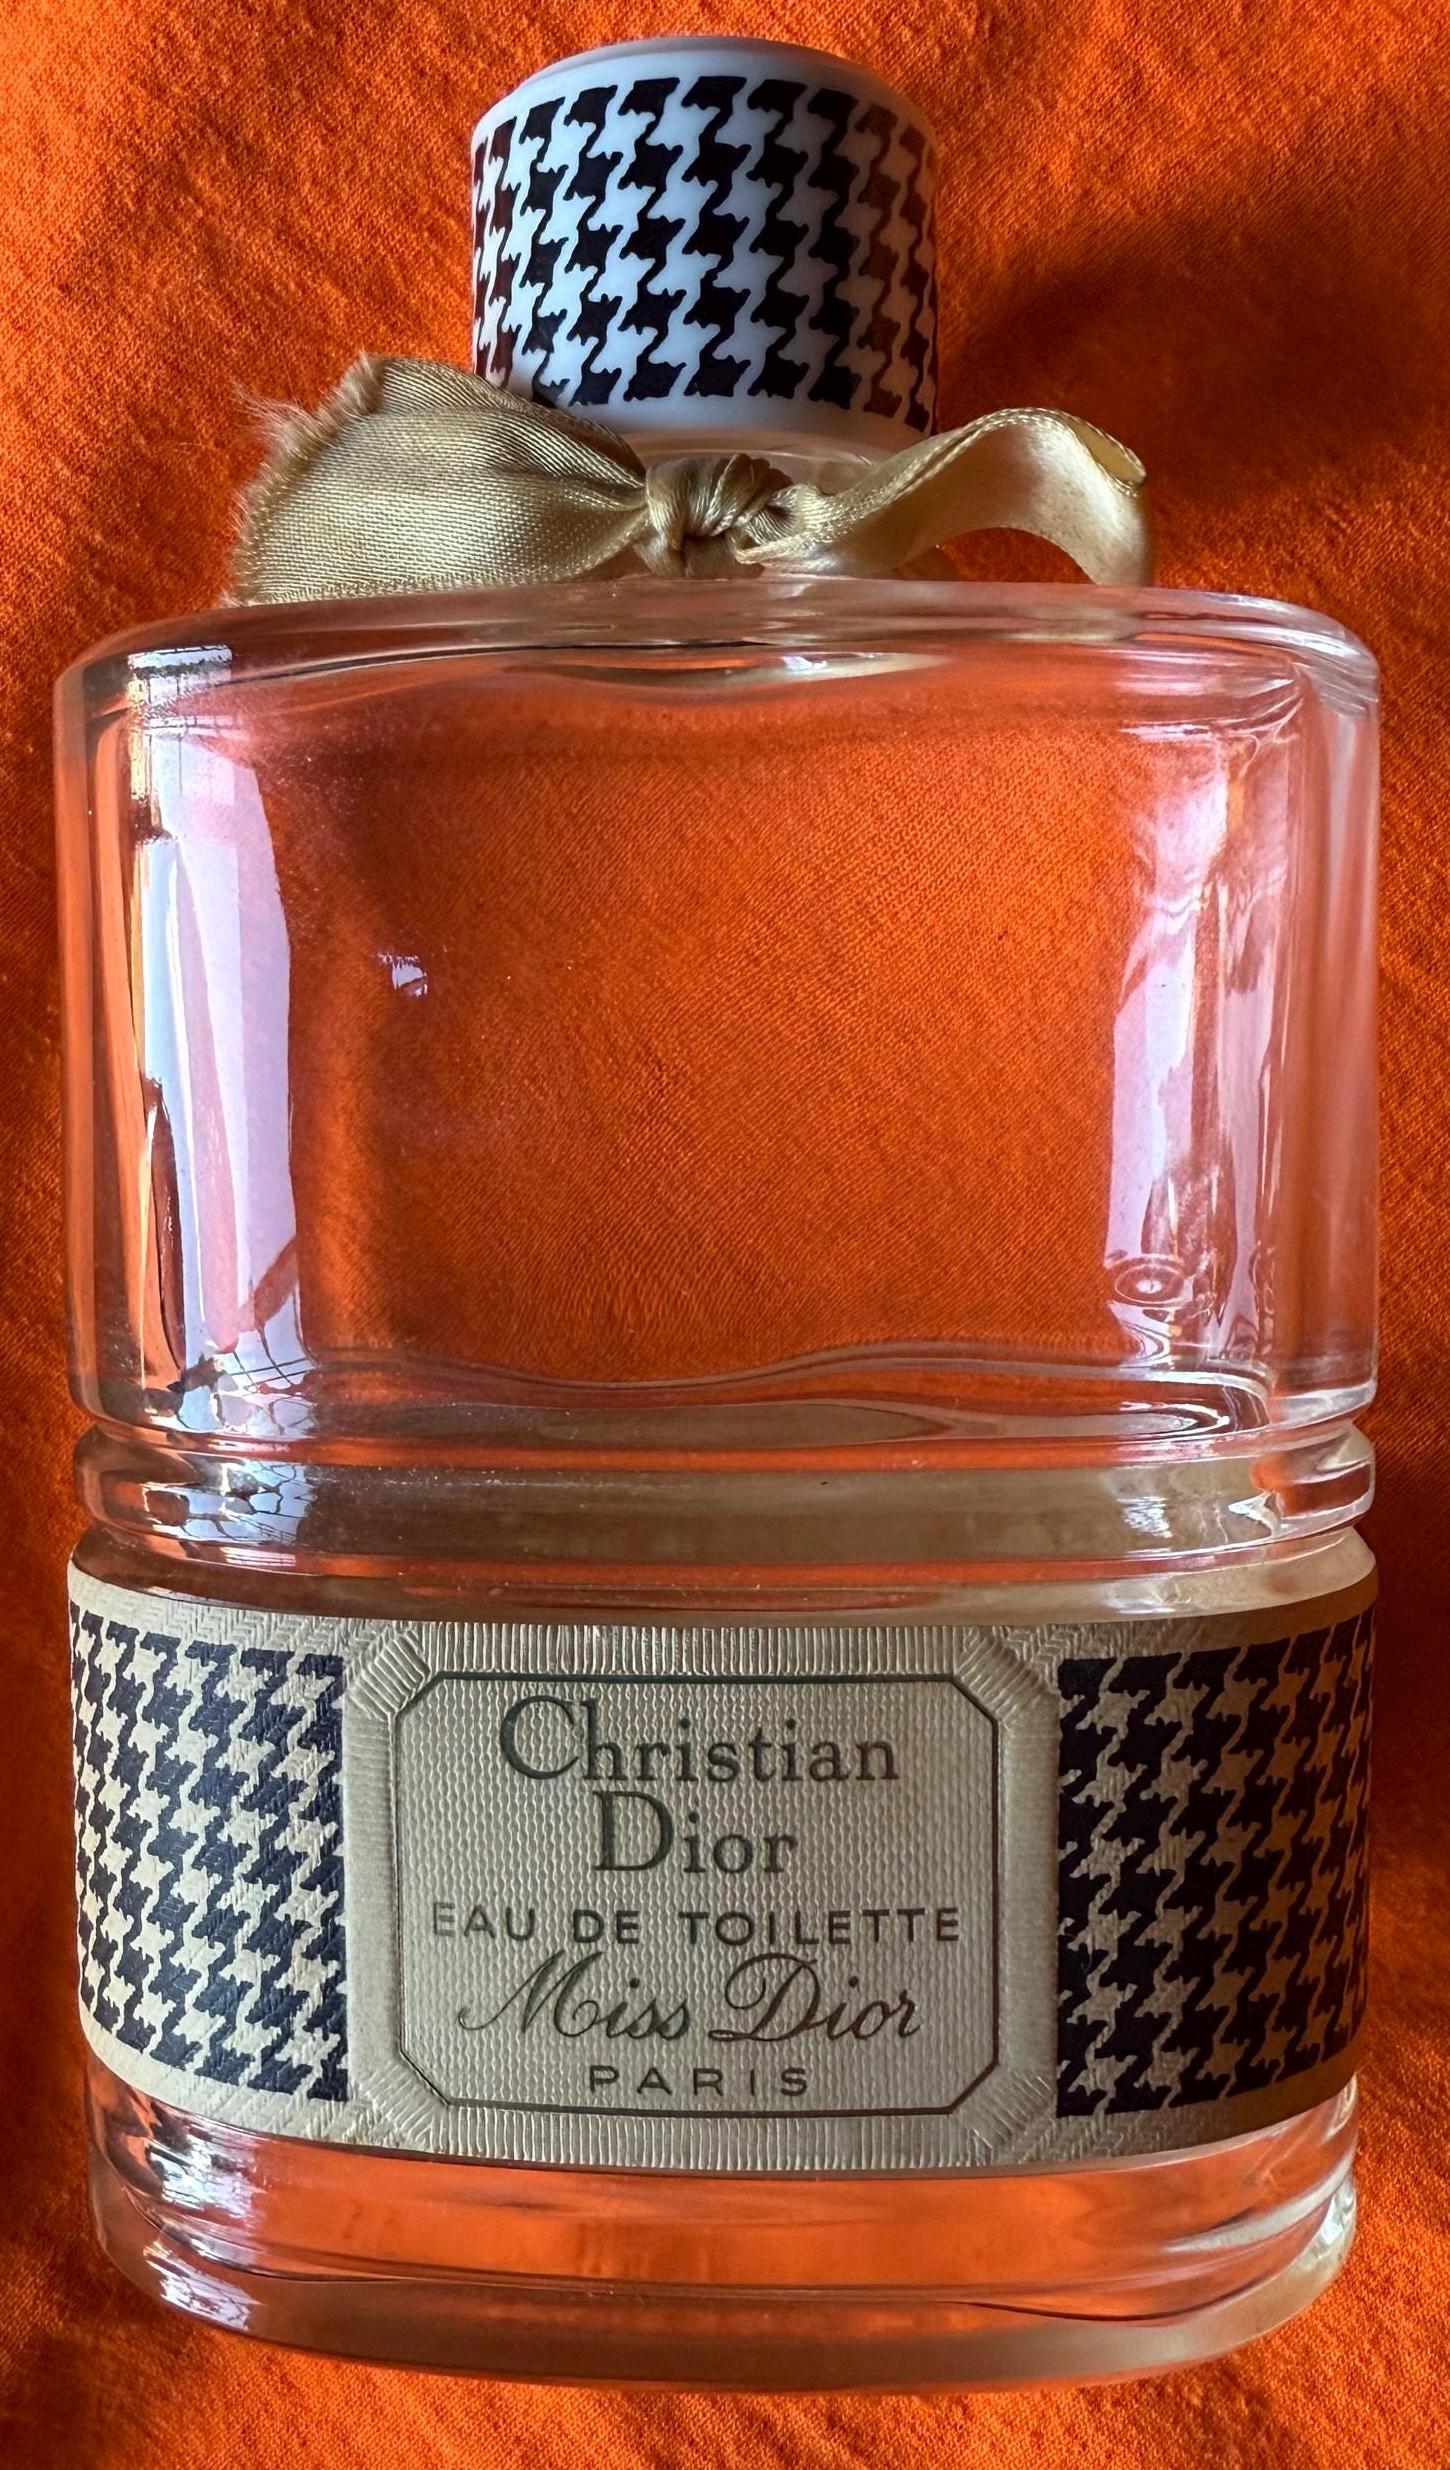 Christian
Dior
EAU DE TOILETTE
Miss Dior
PARIS